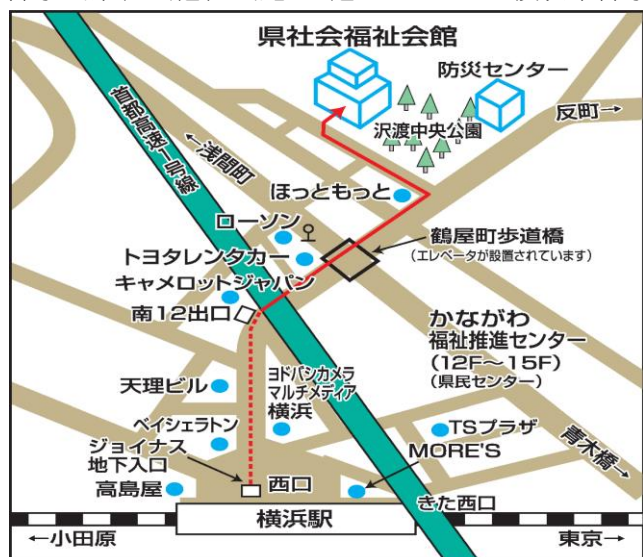 県社会福祉会館
防災センター
反町→
沢渡中央公園
首都高速一号線
←浅間町
ほっともっと
ローソン
トヨタレンタカー
キャメロットジャパン
鶴屋町歩道橋
(エレベータが設置されています)
南12出口
かながわ
福祉推進センター
(12F~15F)
(県民センター)
天理ビル
ヨドバシカメラ
マルチメディア
横浜
ベイシェラトン
ジョイナス
地下入口
TSプラザ
青木橋→
MORE'S
高島屋
西口
きた西口
横浜駅
←小田原
東京→